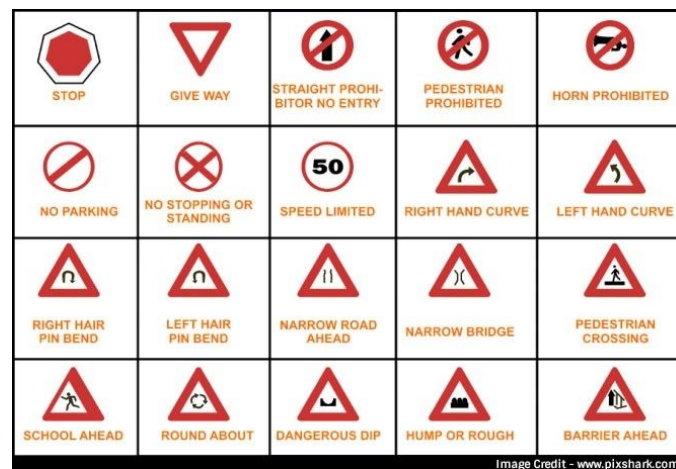 STOP
GIVE WAY
STRAIGHT PROHI-
BITOR NO ENTRY
PEDESTRIAN
PROHIBITED
HORN PROHIBITED
NO PARKING
NO STOPPING OR
STANDING
50
SPEED LIMITED
RIGHT HAND CURVE
LEFT HAND CURVE
RIGHT HAIR
PIN BEND
LEFT HAIR
PIN BEND
NARROW ROAD
AHEAD
NARROW BRIDGE
PEDESTRIAN
CROSSING
SCHOOL AHEAD
ROUND ABOUT
DANGEROUS DIP
HUMP OR ROUGH
BARRIER AHEAD
Image Credit - www.pixshark.com